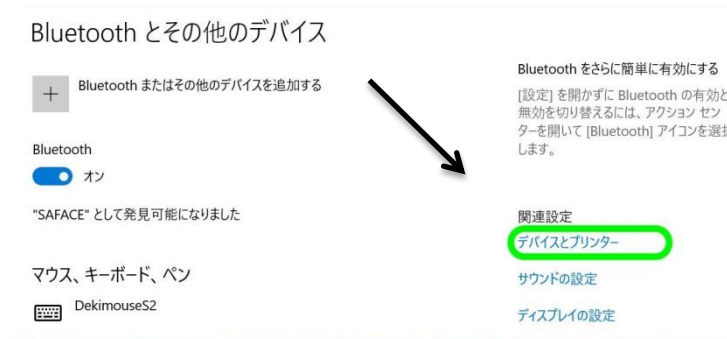 Bluetooth とその他のデバイス
Bluetooth またはその他のデバイスを追加する
Bluetooth
オン
"SAFACE" として発見可能になりました
マウス、キーボード、ペン
DekimouseS2
Bluetooth をさらに簡単に有効にする
[設定] を開かずに Bluetooth の有効と
無効を切り替えるには、アクション セン
ターを開いて [Bluetooth] アイコンを選択
します。
関連設定
デバイスとプリンター
サウンドの設定
ディスプレイの設定